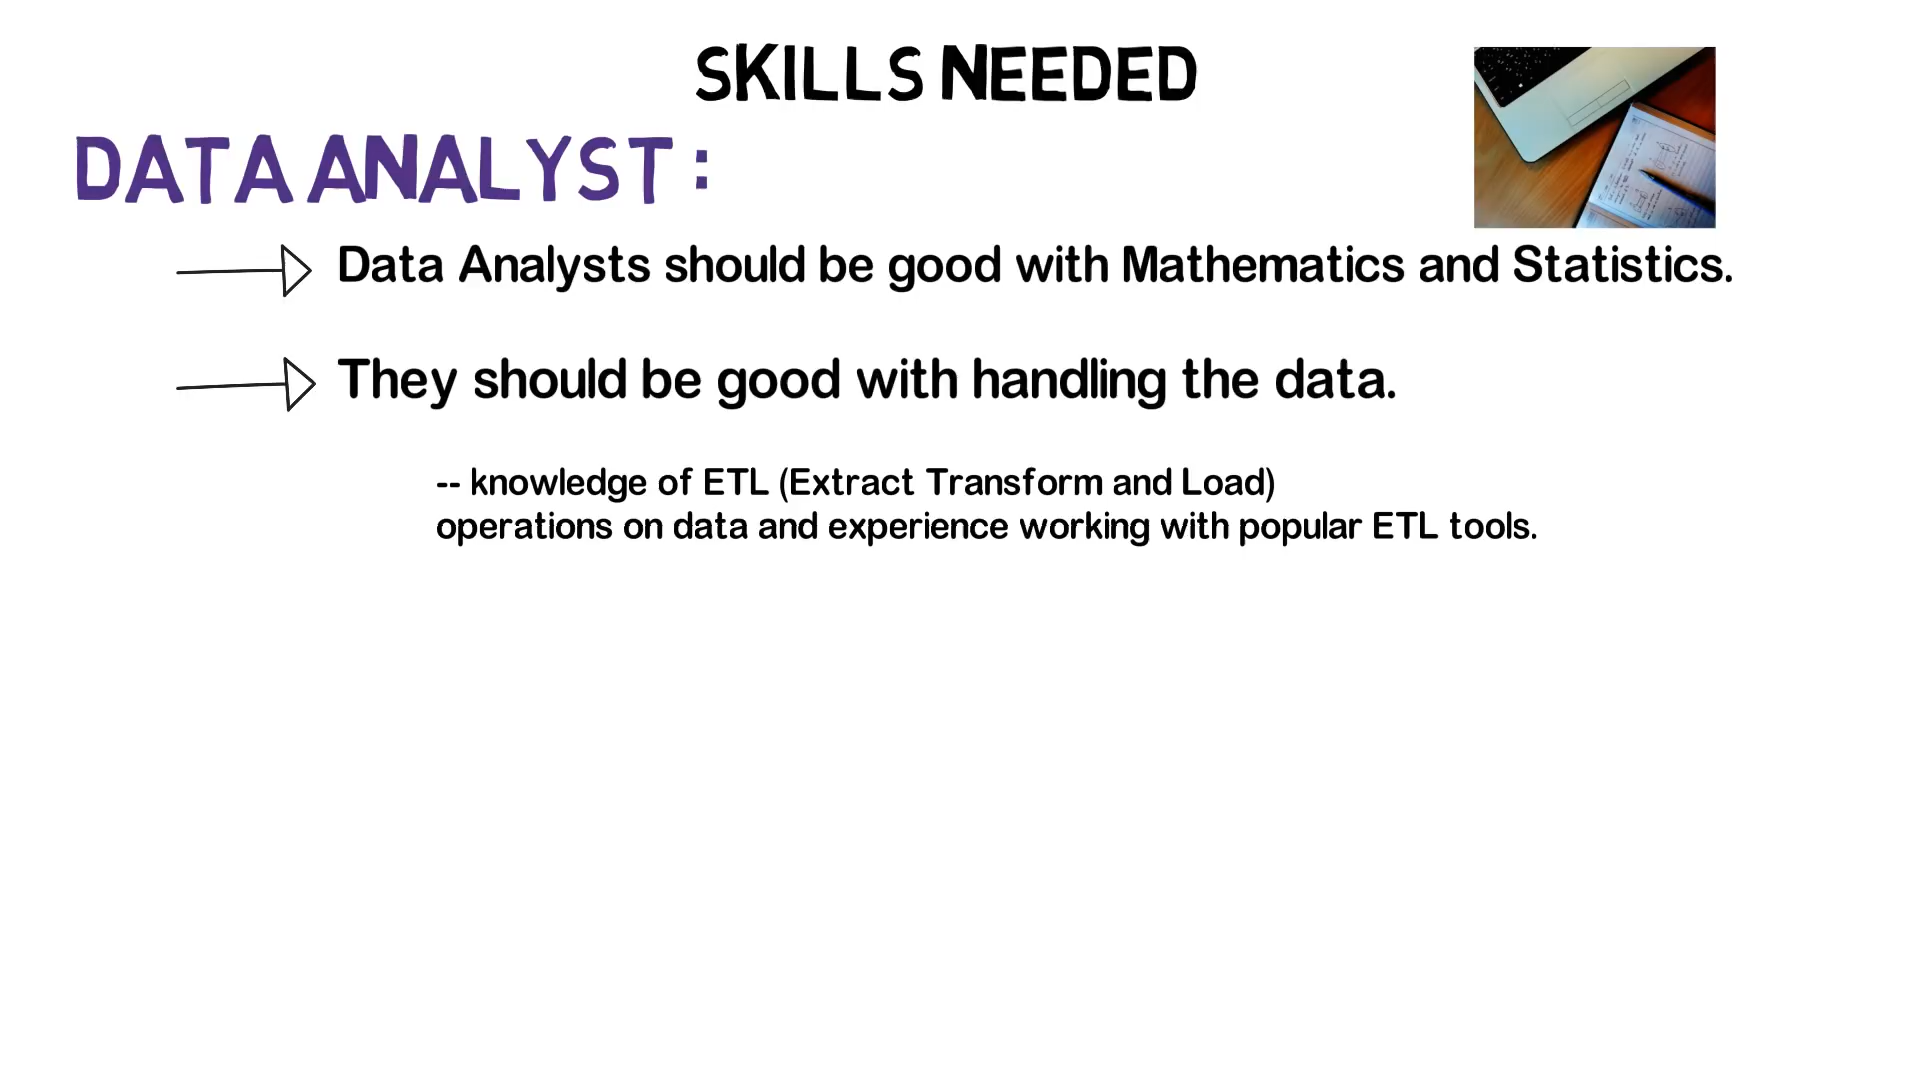 SKILLS NEEDED
DATA ANALYST :
Data Analysts should be good with Mathematics and Statistics.
They should be good with handling the data.
-- knowledge of ETL (Extract Transform and Load)
operations on data and experience working with popular ETL tools.